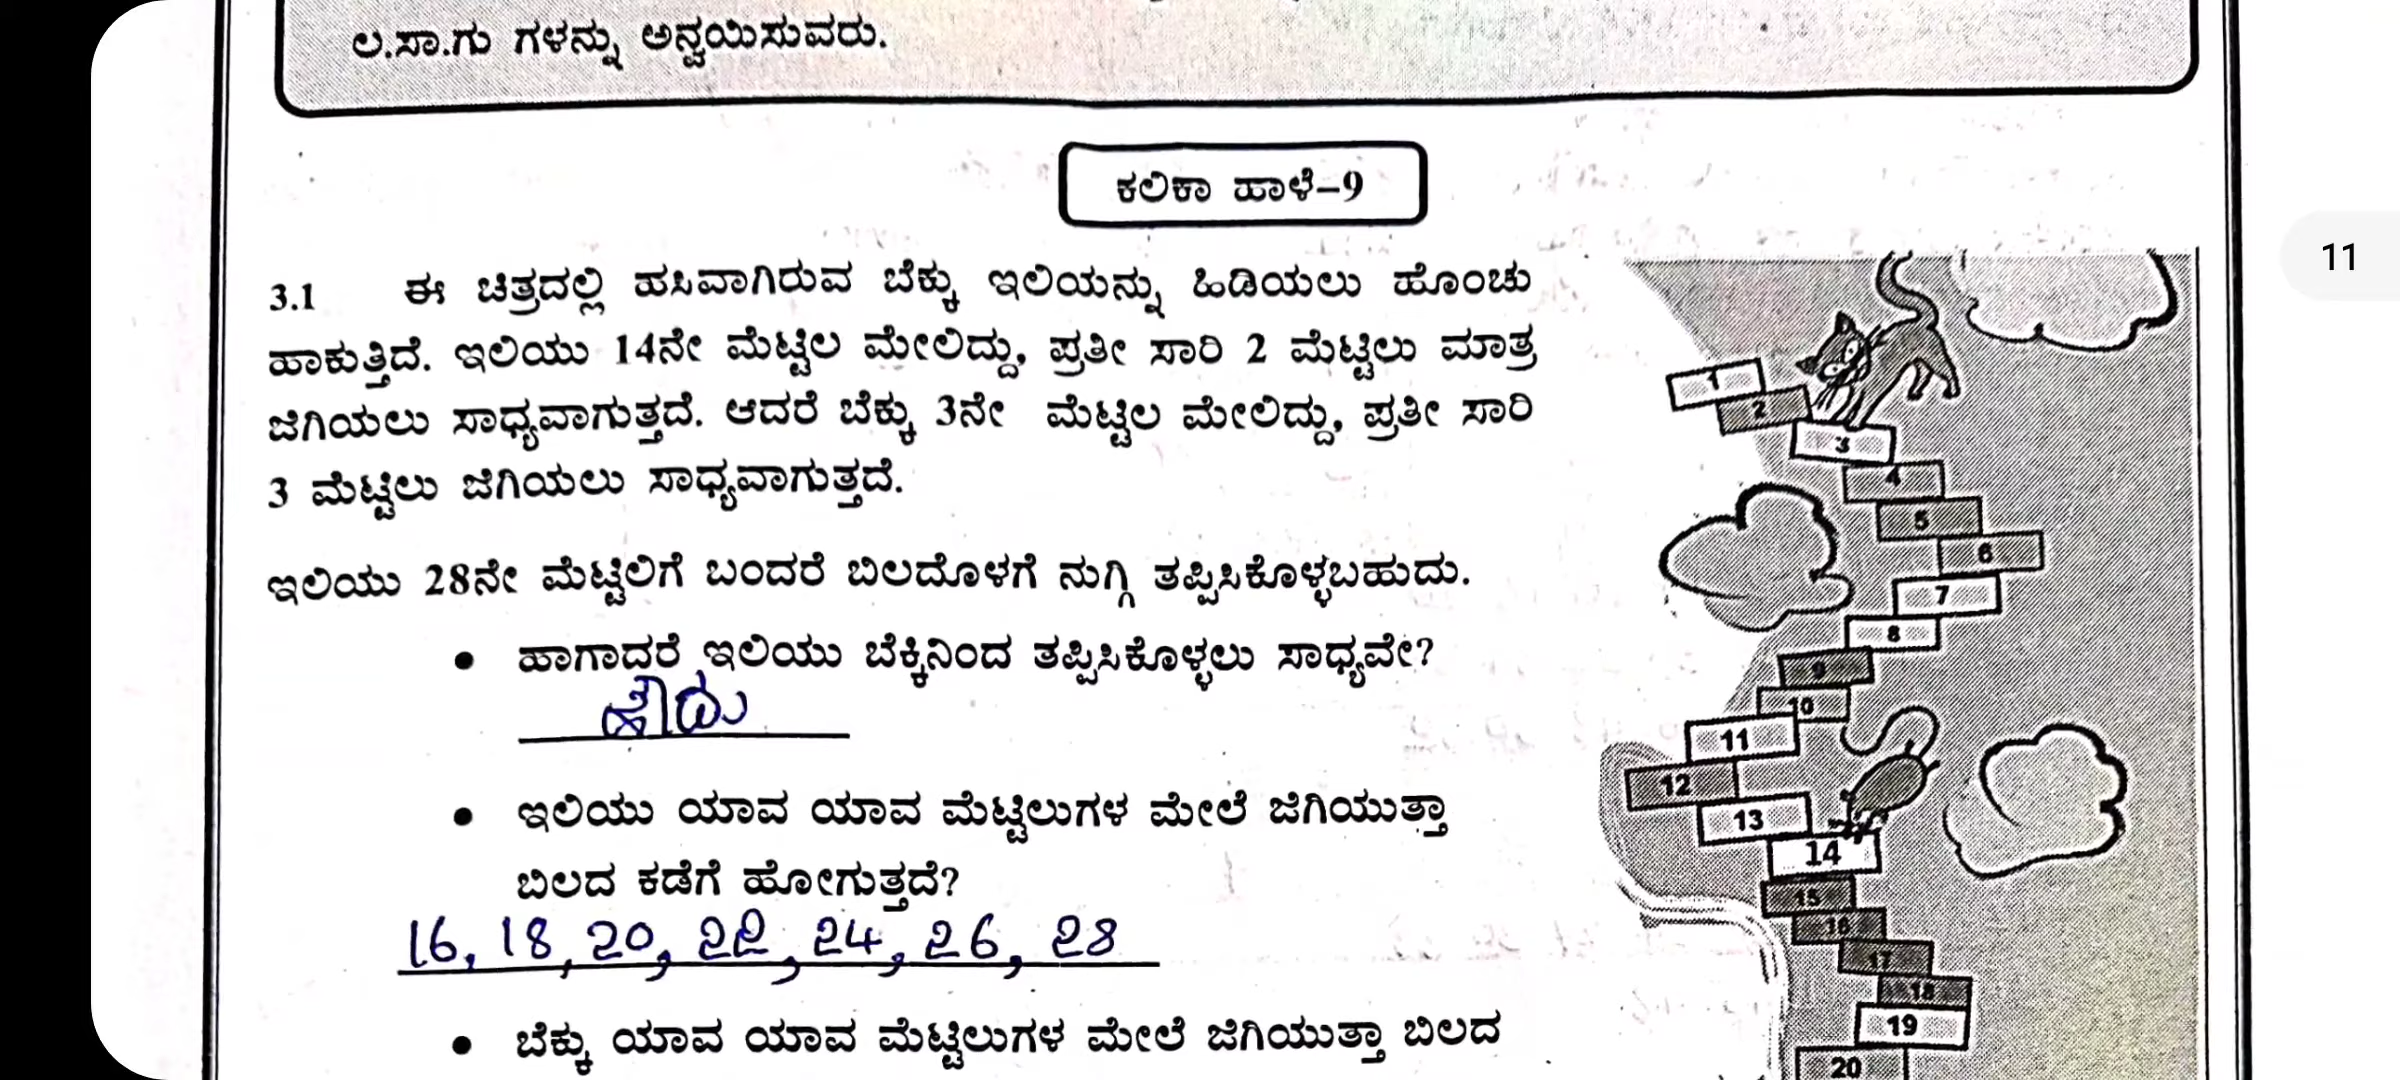 ಲ.ಸಾ.ಗು ಗಳನ್ನು ಅನ್ವಯಿಸುವರು.
ಕಲಿಕಾ ಹಾಳೆ–9
11
3.1 ಈ ಚಿತ್ರದಲ್ಲಿ ಹಸಿವಾಗಿರುವ ಬೆಕ್ಕು ಇಲಿಯನ್ನು ಹಿಡಿಯಲು ಹೊಂಚು
ಹಾಕುತ್ತಿದೆ. ಇಲಿಯು 14ನೇ ಮೆಟ್ಟಿಲ ಮೇಲಿದ್ದು, ಪ್ರತೀ ಸಾರಿ 2 ಮೆಟ್ಟಿಲು ಮಾತ್ರ
ಜಿಗಿಯಲು ಸಾಧ್ಯವಾಗುತ್ತದೆ. ಆದರೆ ಬೆಕ್ಕು 3ನೇ ಮೆಟ್ಟಿಲ ಮೇಲಿದ್ದು, ಪ್ರತೀ ಸಾರಿ
3 ಮೆಟ್ಟಿಲು ಜಿಗಿಯಲು ಸಾಧ್ಯವಾಗುತ್ತದೆ.
ಇಲಿಯು 28ನೇ ಮೆಟ್ಟಿಲಿಗೆ ಬಂದರೆ ಬಿಲದೊಳಗೆ ನುಗ್ಗಿ ತಪ್ಪಿಸಿಕೊಳ್ಳಬಹುದು.
• ಹಾಗಾದರೆ ಇಲಿಯು ಬೆಕ್ಕಿನಿಂದ ತಪ್ಪಿಸಿಕೊಳ್ಳಲು ಸಾಧ್ಯವೇ?
ಹೌದು
• ಇಲಿಯು ಯಾವ ಯಾವ ಮೆಟ್ಟಿಲುಗಳ ಮೇಲೆ ಜಿಗಿಯುತ್ತಾ
ಬಿಲದ ಕಡೆಗೆ ಹೋಗುತ್ತದೆ?
16, 18, 20, 22, 24, 26, 28
• ಬೆಕ್ಕು ಯಾವ ಯಾವ ಮೆಟ್ಟಿಲುಗಳ ಮೇಲೆ ಜಿಗಿಯುತ್ತಾ ಬಿಲದ
1
2
3
4
5
6
7
8
9
10
11
12
13
14
15
16
17
18
19
20